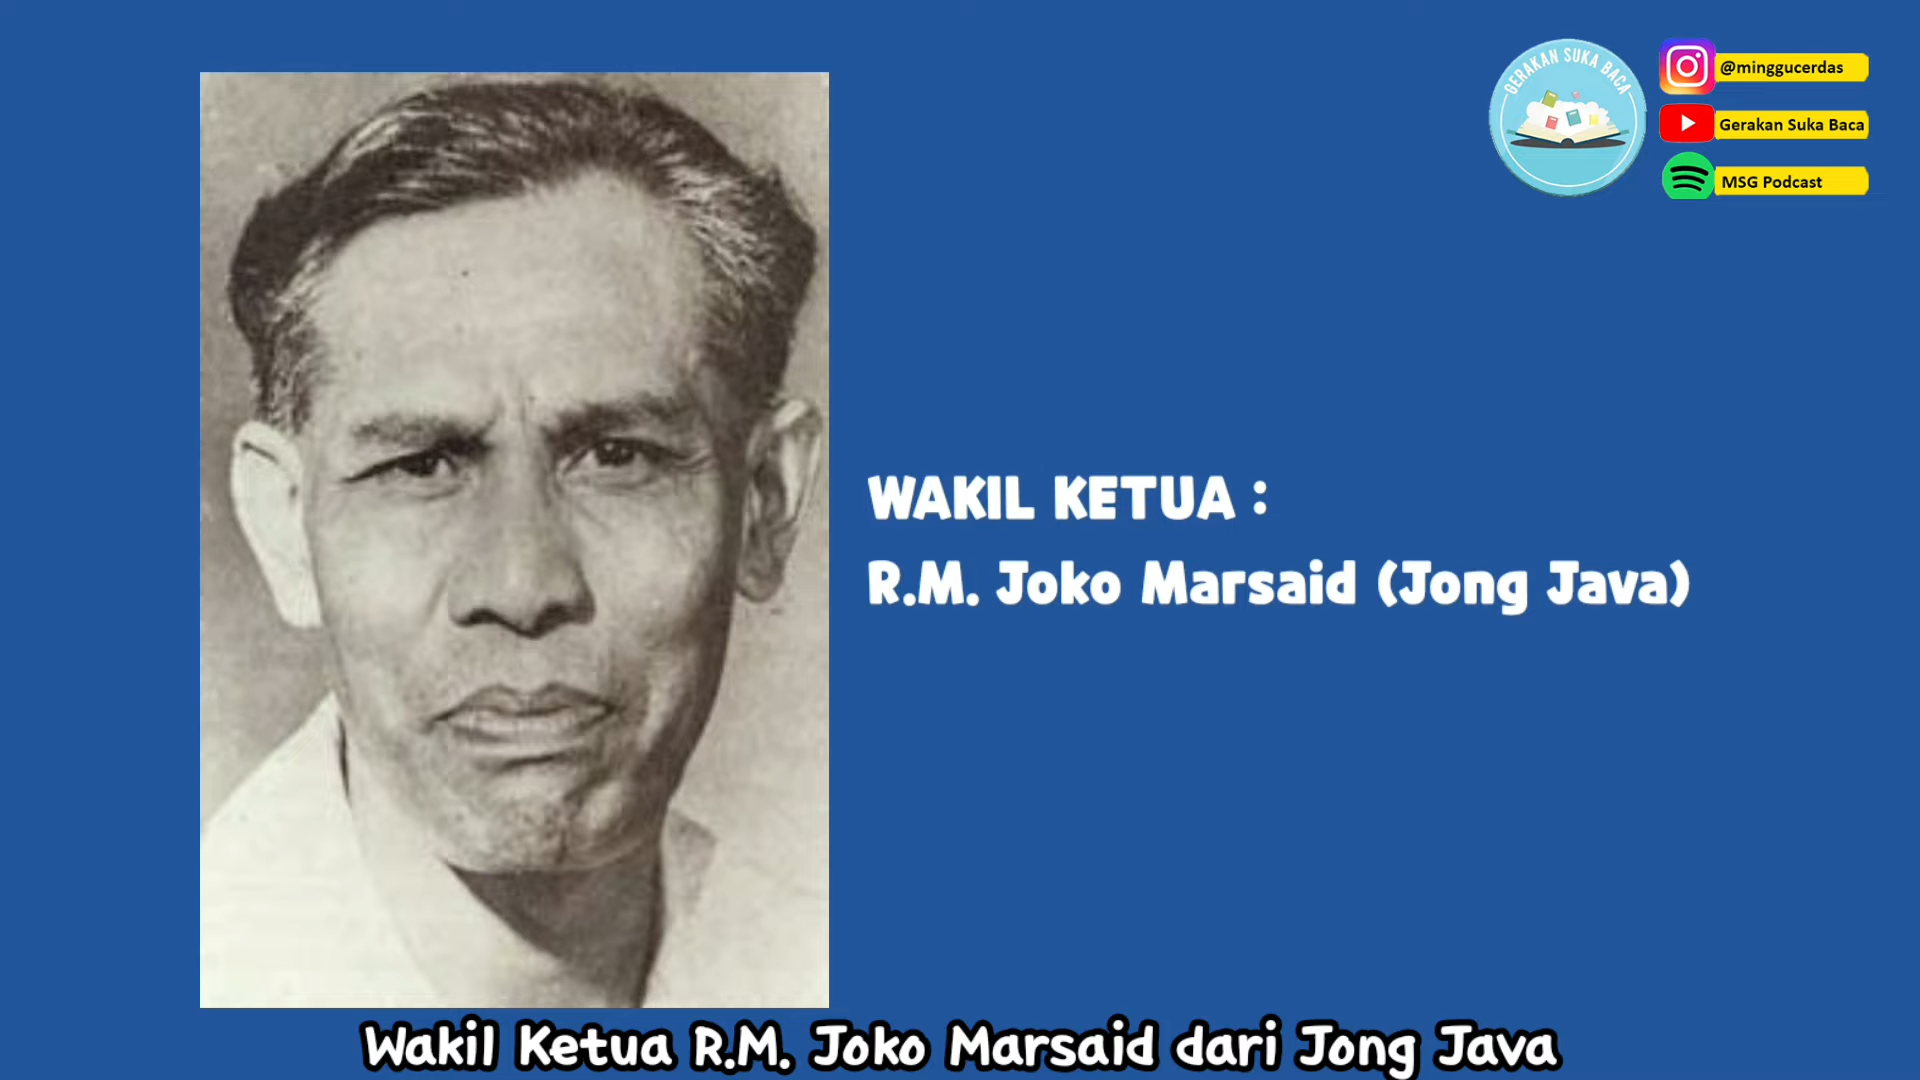 GERAKAN SUKA BACA
@minggucerdas
Gerakan Suka Baca
MSG Podcast
WAKIL KETUA :
R.M. Joko Marsaid (Jong Java)
Wakil Ketua R.M. Joko Marsaid dari Jong Java